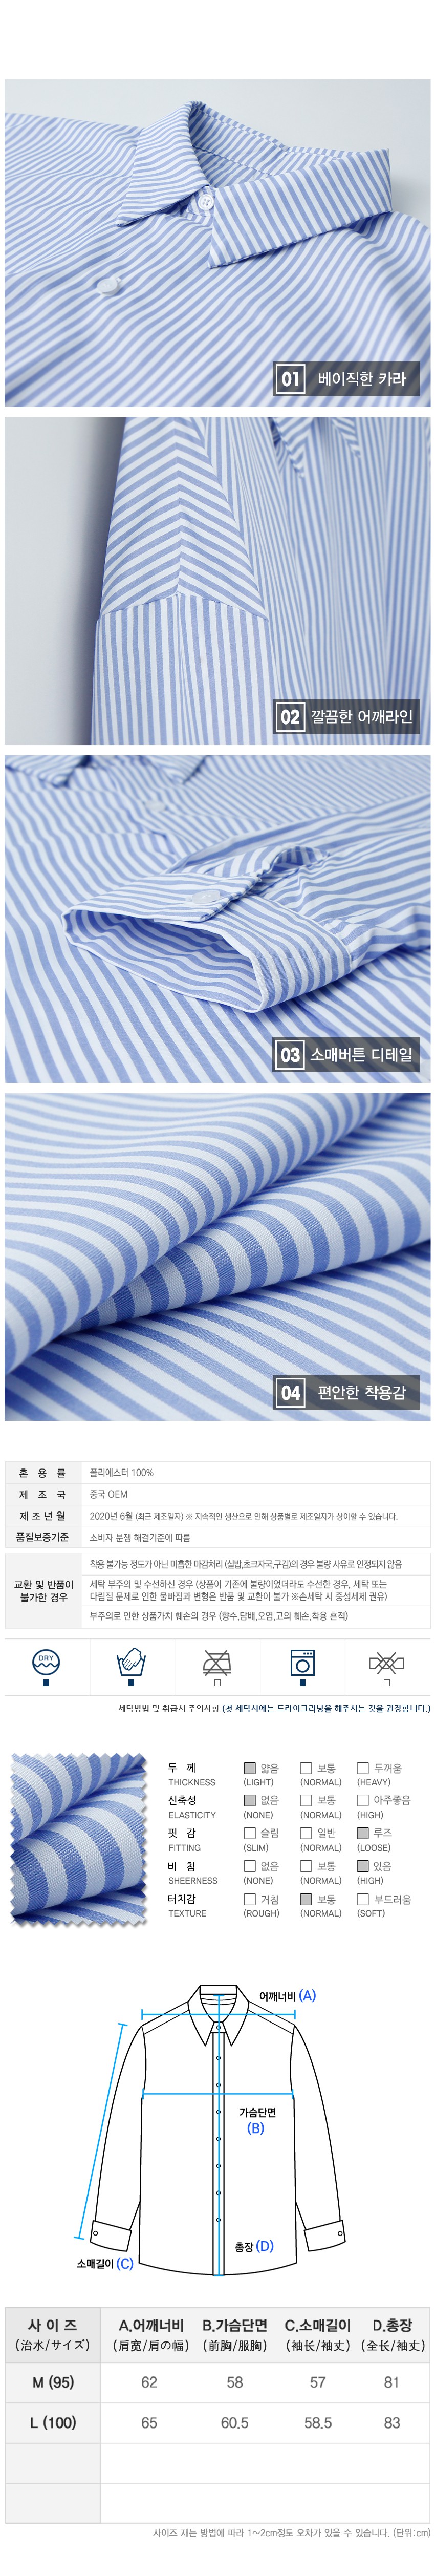 01 베이직한 카라
02 깔끔한 어깨라인
03 소매버튼 디테일
04 편안한 착용감
혼 용 률 폴리에스터 100%
제 조 국 중국 OEM
제 조 년 월 2020년 6월 (최근 제조일자) ※ 지속적인 생산으로 인해 상품별로 제조일자가 상이할 수 있습니다.
품질보증기준 소비자 분쟁 해결기준에 따름
교환 및 반품이
불가한 경우
착용 불가능 정도가 아닌 미흡한 마감처리 (실밥,초크자국,구김)의 경우 불량 사유로 인정되지 않음
세탁 부주의 및 수선하신 경우 (상품이 기존에 불량이었더라도 수선한 경우, 세탁 또는
다림질 문제로 인한 물빠짐과 변형은 반품 및 교환이 불가 ※손세탁 시 중성세제 권유)
부주의로 인한 상품가치 훼손의 경우 (향수,담배,오염,고의 훼손,착용 흔적)
DRY
세탁방법 및 취급시 주의사항 (첫 세탁시에는 드라이크리닝을 해주시는 것을 권장합니다.)
두 께 얇음 보통 두꺼움
THICKNESS (LIGHT) (NORMAL) (HEAVY)
신축성 없음 보통 아주좋음
ELASTICITY (NONE) (NORMAL) (HIGH)
핏 감 슬림 일반 루즈
FITTING (SLIM) (NORMAL) (LOOSE)
비 침 없음 보통 있음
SHEERNESS (NONE) (NORMAL) (HIGH)
터치감 거침 보통 부드러움
TEXTURE (ROUGH) (NORMAL) (SOFT)
어깨너비 (A)
가슴단면
(B)
총장 (D)
소매길이 (C)
사 이 즈 A.어깨너비 B.가슴단면 C.소매길이 D.총장
(治水/サイズ) (肩宽/肩の幅) (前胸/服胸) (袖长/袖丈) (全长/袖丈)
M (95) 62 58 57 81
L (100) 65 60.5 58.5 83
사이즈 재는 방법에 따라 1~2cm정도 오차가 있을 수 있습니다. (단위:cm)